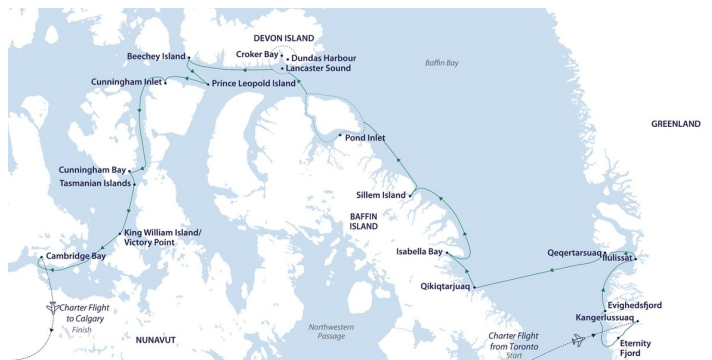 DEVON ISLAND
Croker Bay
Dundas Harbour
Lancaster Sound
Beechey Island
Baffin Bay
Cunningham Inlet
Prince Leopold Island
GREENLAND
Pond Inlet
Cunningham Bay
Tasmanian Islands
Sillem Island
BAFFIN
ISLAND
King William Island/
Victory Point
Isabella Bay
Qeqertarsuaq
Ilulissat
Cambridge Bay
Qikiqtarjuaq
Evighedsfjord
Kangerlussuaq
Charter Flight
to Calgary
Finish
Northwestern
Passage
Charter Flight
from Toronto
Start
Eternity
Fjord
NUNAVUT